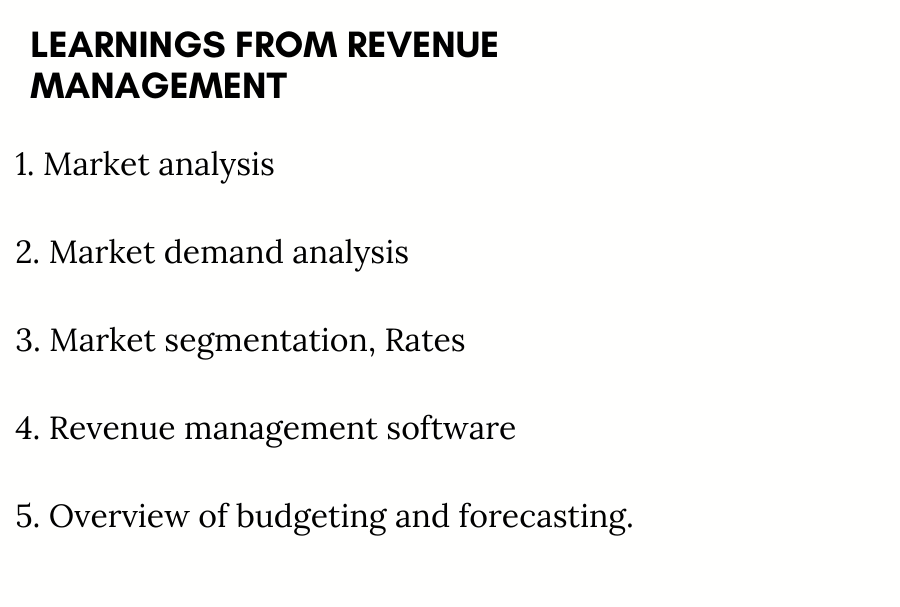 LEARNINGS FROM REVENUE
MANAGEMENT
1. Market analysis
2. Market demand analysis
3. Market segmentation, Rates
4. Revenue management software
5. Overview of budgeting and forecasting.